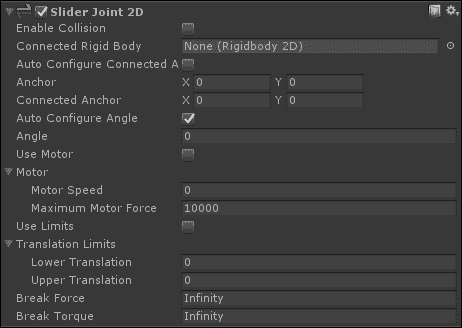 Slider Joint 2D
Enable Collision
Connected Rigid Body None (Rigidbody 2D)
Auto Configure Connected A
Anchor X 0 Y 0
Connected Anchor X 0 Y 0
Auto Configure Angle
Angle 0
Use Motor
Motor
Motor Speed 0
Maximum Motor Force 10000
Use Limits
Translation Limits
Lower Translation 0
Upper Translation 0
Break Force Infinity
Break Torque Infinity